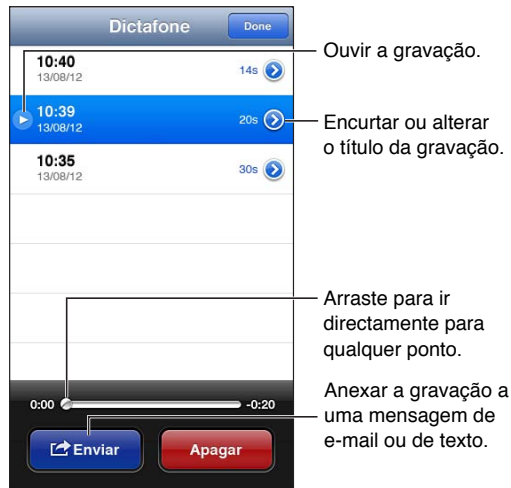 Dictafone
Done
10:40
13/08/12
14s
10:39
13/08/12
20s
10:35
13/08/12
30s
0:00
-0:20
Enviar
Apagar
Ouvir a gravação.
Encurtar ou alterar
o título da gravação.
Arraste para ir
directamente para
qualquer ponto.
Anexar a gravação a
uma mensagem de
e-mail ou de texto.